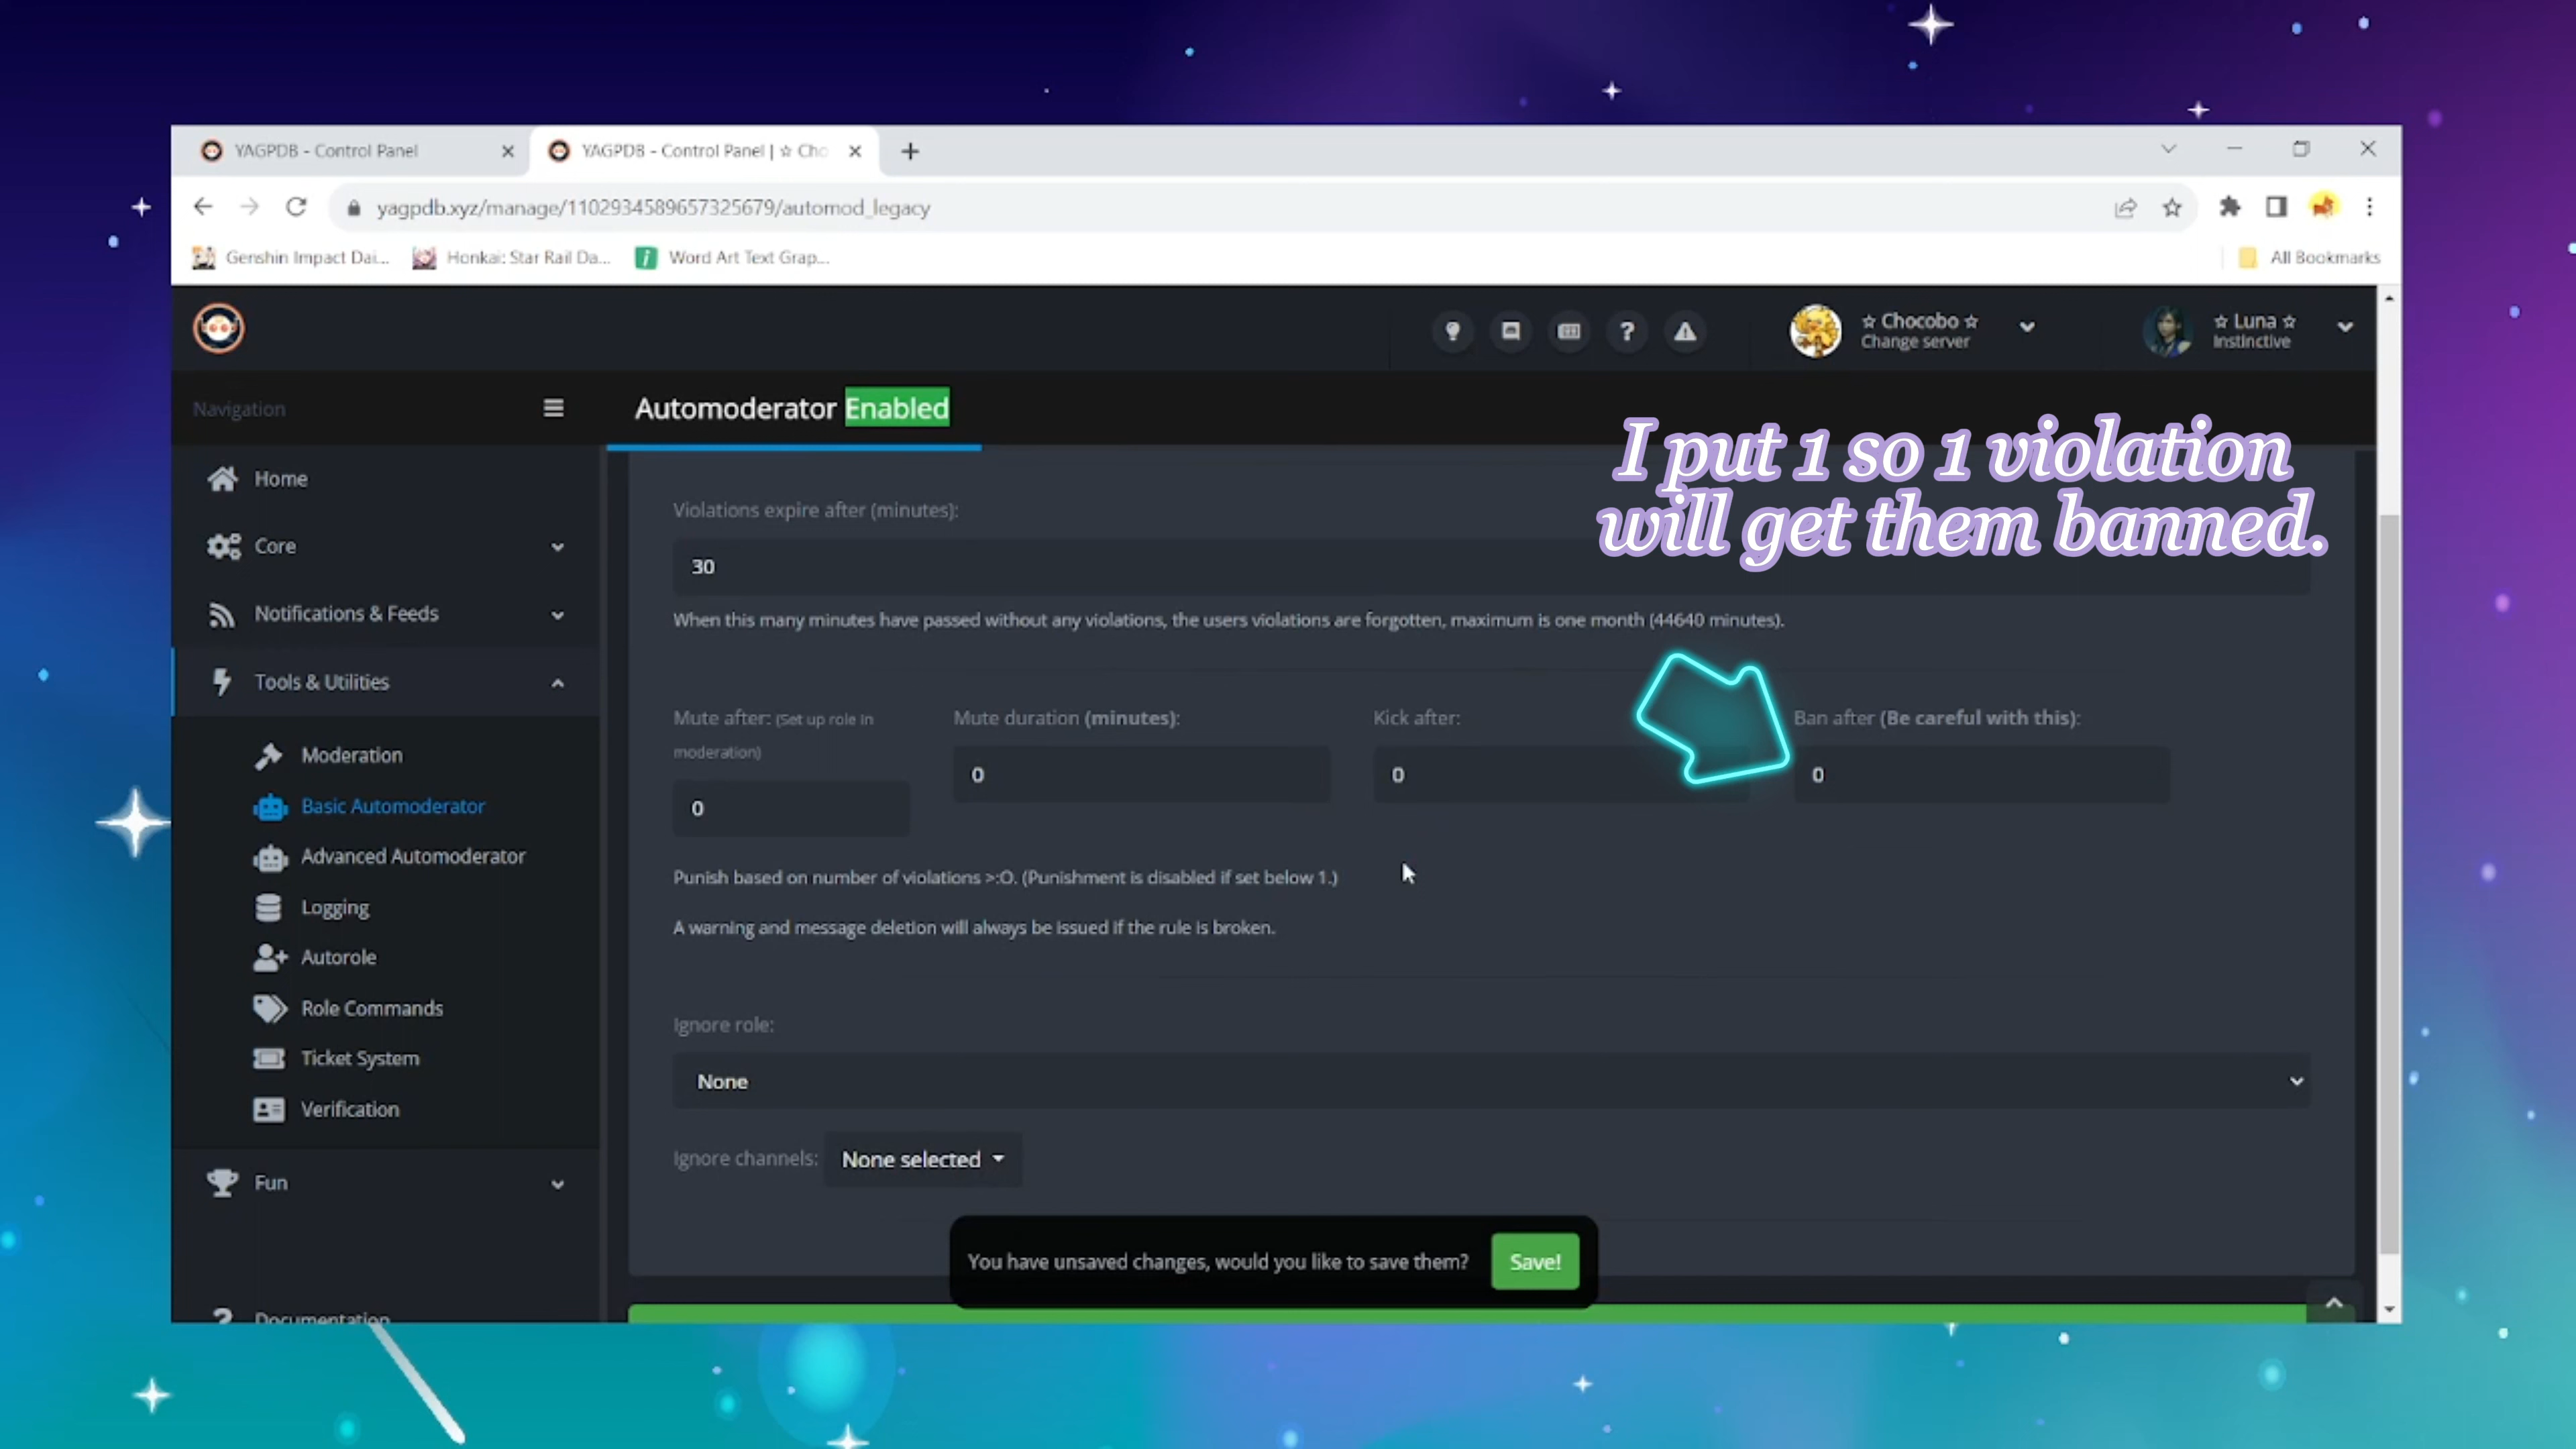 YAGPDB - Control Panel
YAGPDB - Control Panel | ☆ Cho
yagpdb.xyz/manage/1102934589657325679/automod_legacy
Genshin Impact Dai...
Honkai: Star Rail Da...
Word Art Text Grap...
All Bookmarks
☆ Chocobo ☆
Change server
☆ Luna ☆
Instinctive
Navigation
Automoderator Enabled
I put 1 so 1 violation
will get them banned.
Home
Core
Notifications & Feeds
Tools & Utilities
Moderation
Basic Automoderator
Advanced Automoderator
Logging
Autorole
Role Commands
Ticket System
Verification
Fun
Documentation
Violations expire after (minutes):
30
When this many minutes have passed without any violations, the users violations are forgotten, maximum is one month (44640 minutes).
Mute after: (Set up role in
moderation)
0
Mute duration (minutes):
0
Kick after:
0
Ban after (Be careful with this):
0
Punish based on number of violations >:O. (Punishment is disabled if set below 1.)
A warning and message deletion will always be issued if the rule is broken.
Ignore role:
None
Ignore channels: None selected
You have unsaved changes, would you like to save them? Save!